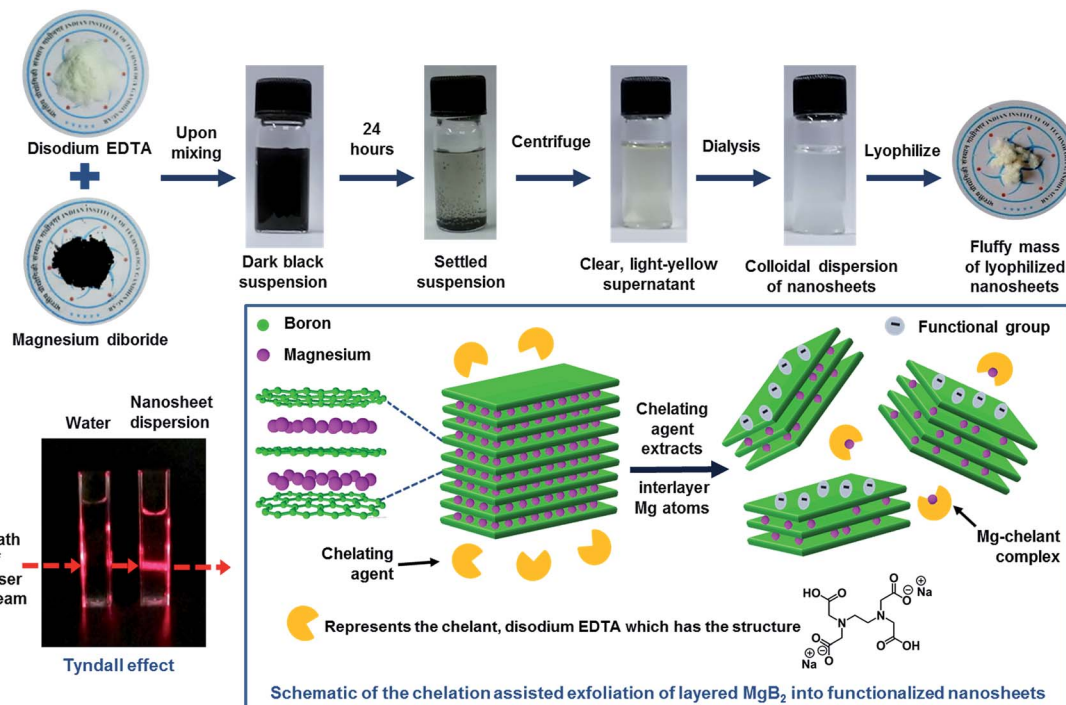 Disodium EDTA
Magnesium diboride
Upon
mixing
Dark black
suspension
24
hours
Settled
suspension
Centrifuge
Clear, light-yellow
supernatant
Dialysis
Colloidal dispersion
of nanosheets
Lyophilize
Fluffy mass
of lyophilized
nanosheets
Water
Nanosheet
dispersion
ath
ser
eam
Tyndall effect
Boron
Magnesium
Chelating
agent
Chelating
agent
extracts
interlayer
Mg atoms
Functional group
Mg-chelant
complex
Represents the chelant, disodium EDTA which has the structure
HO
O
O
O
Na
N
N
O
O
Na
O
OH
Schematic of the chelation assisted exfoliation of layered MgB₂ into functionalized nanosheets